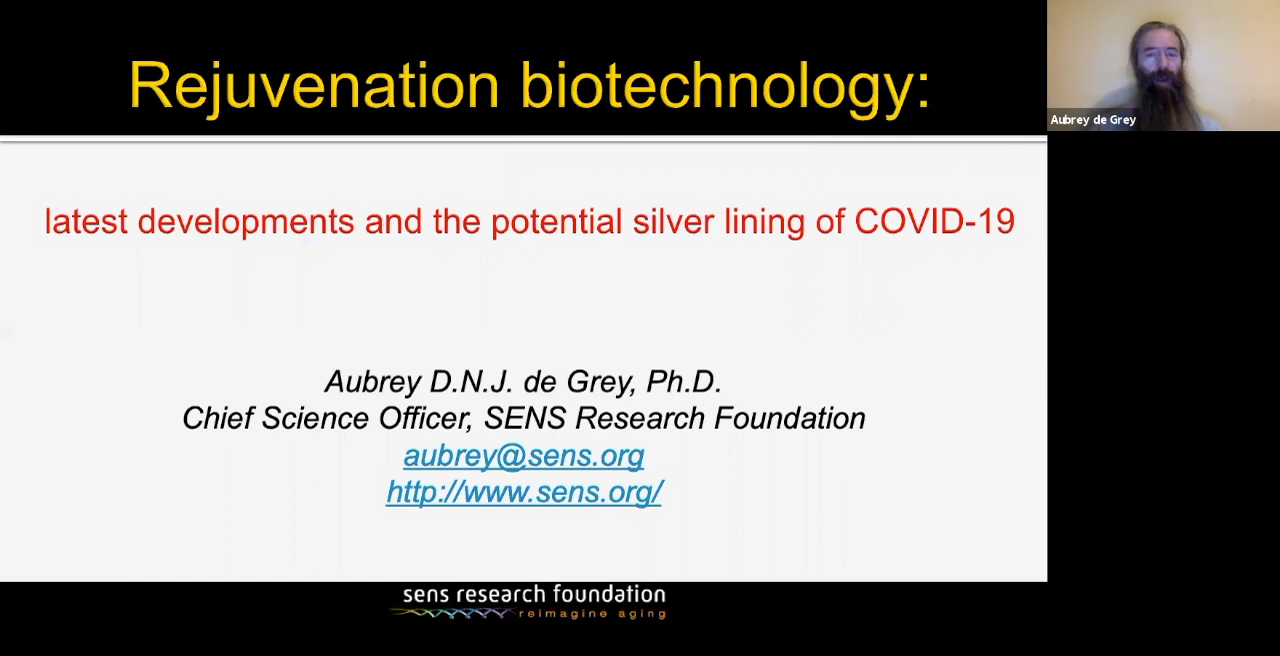 Rejuvenation biotechnology:
Aubrey de Grey
latest developments and the potential silver lining of COVID-19
Aubrey D.N.J. de Grey, Ph.D.
Chief Science Officer, SENS Research Foundation
aubrey@sens.org
http://www.sens.org/
sens research foundation
reimagine aging